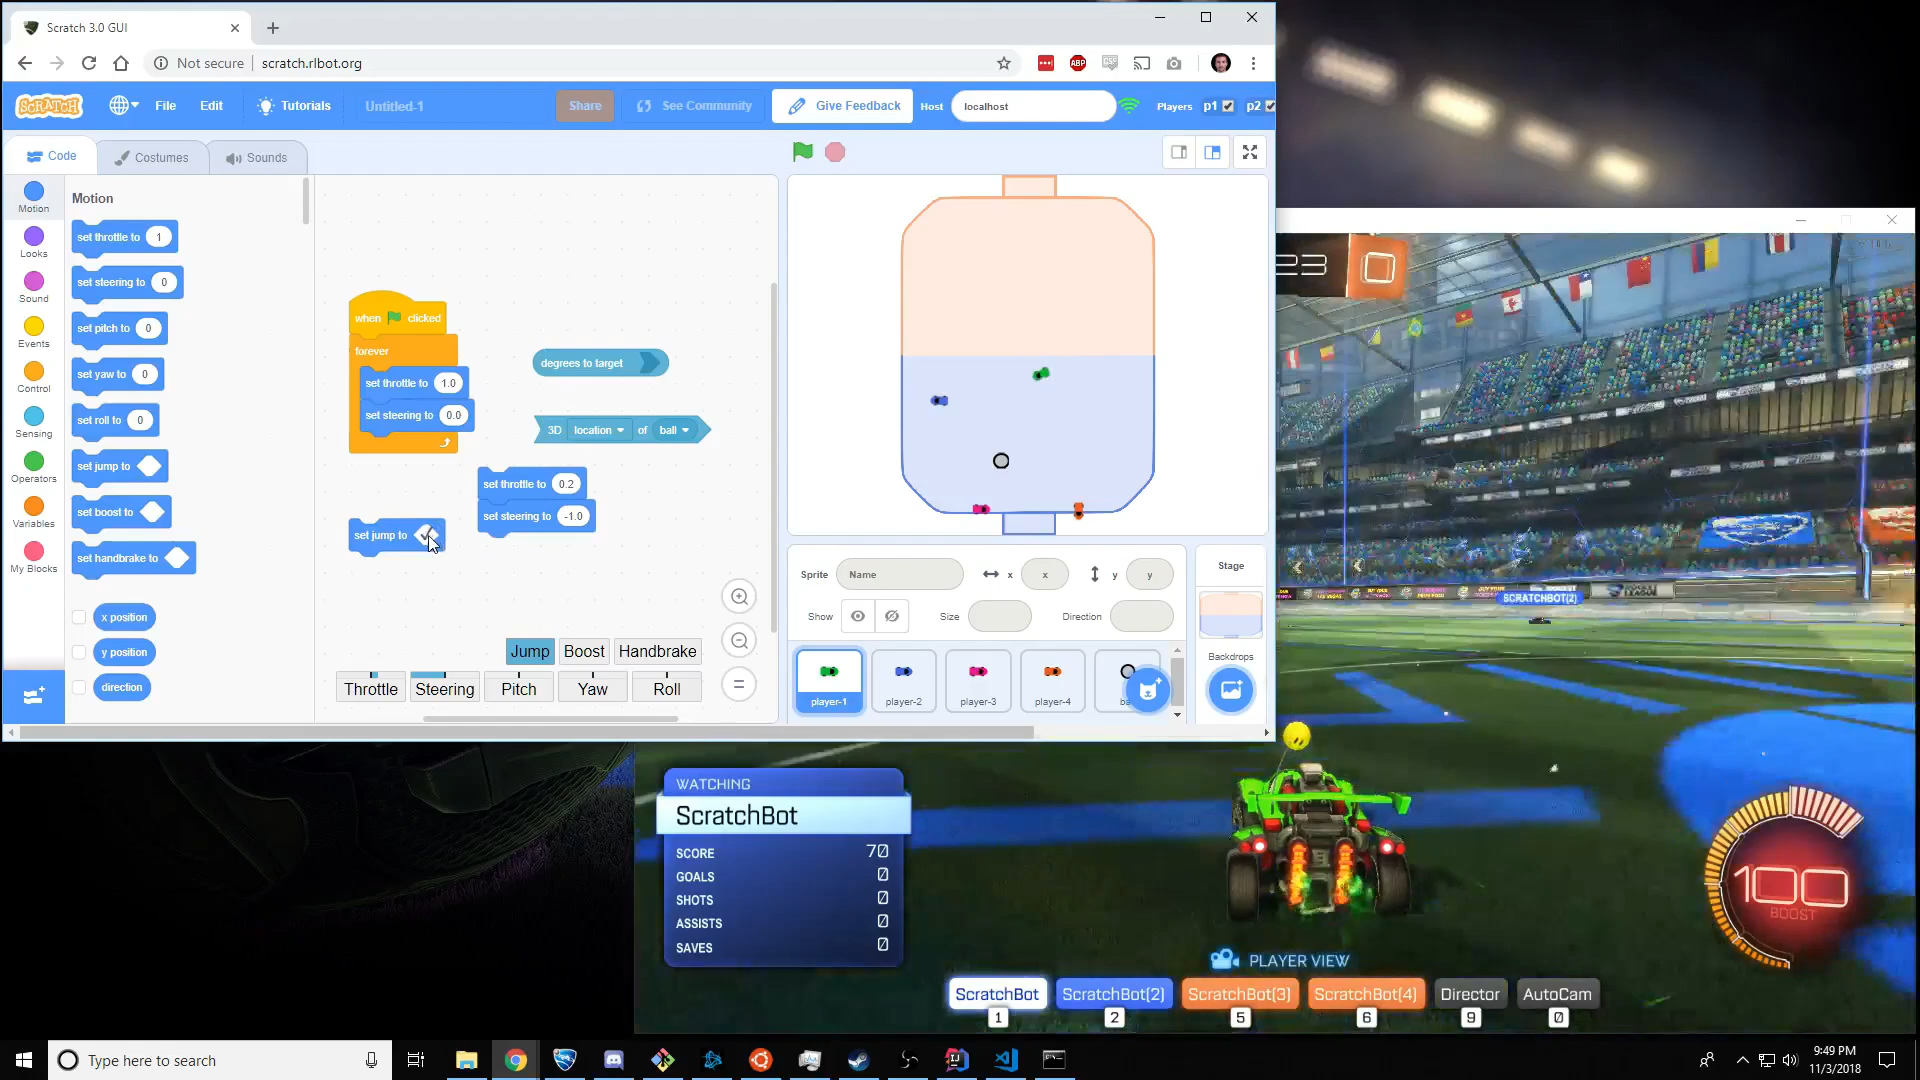 Scratch 3.0 GUI
Not secure | scratch.rlbot.org
ABP
SCRATCH
File
Edit
Tutorials
Untitled-1
Share
See Community
Give Feedback
Host
localhost
Players
p1
p2
Code
Costumes
Sounds
Motion
Looks
Sound
Events
Control
Sensing
Operators
Variables
My Blocks
Motion
set throttle to 1
set steering to 0
set pitch to 0
set yaw to 0
set roll to 0
set jump to
set boost to
set handbrake to
x position
y position
direction
when clicked
forever
set throttle to 1.0
set steering to 0.0
degrees to target
3D location of ball
set throttle to 0.2
set steering to -1.0
set jump to
Jump
Boost
Handbrake
Throttle
Steering
Pitch
Yaw
Roll
Sprite
Name
x
x
y
y
Show
Size
Direction
player-1
player-2
player-3
player-4
Stage
Backdrops
23
SCRATCHBOT(2)
WATCHING
ScratchBot
SCORE 70
GOALS 0
SHOTS 0
ASSISTS 0
SAVES 0
100
BOOST
PLAYER VIEW
ScratchBot
ScratchBot(2)
ScratchBot(3)
ScratchBot(4)
Director
AutoCam
1
2
5
6
9
0
Type here to search
9:49 PM
11/3/2018